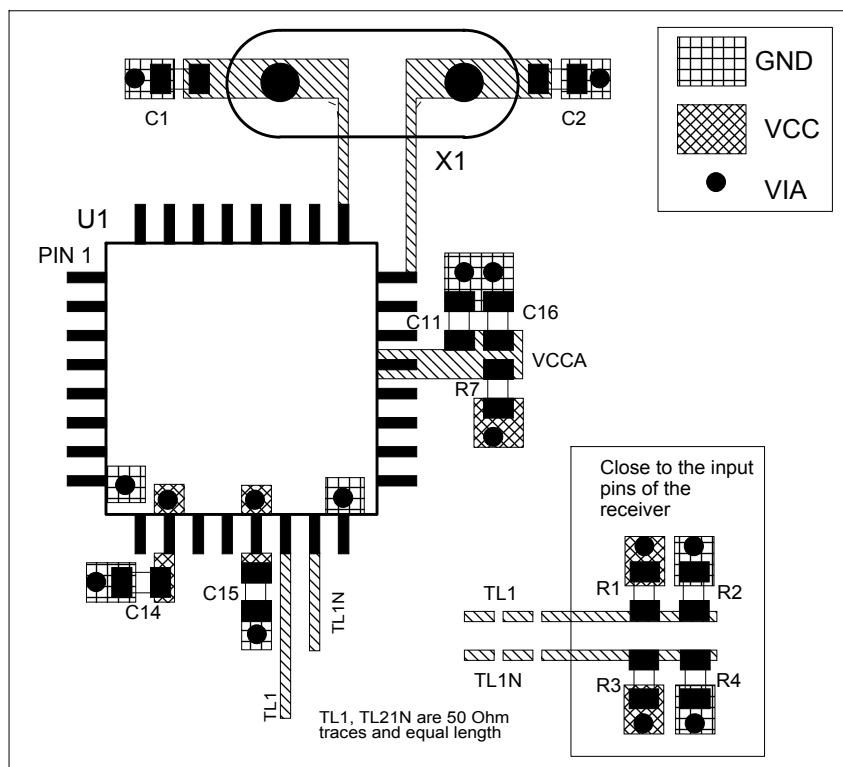 GND
VCC
VIA
C1
C2
X1
U1
PIN 1
C11
C16
VCCA
R7
Close to the input
pins of the
receiver
C14
C15
TL1
TL1N
TL1
TL1N
R1
R2
R3
R4
TL1, TL21N are 50 Ohm
traces and equal length